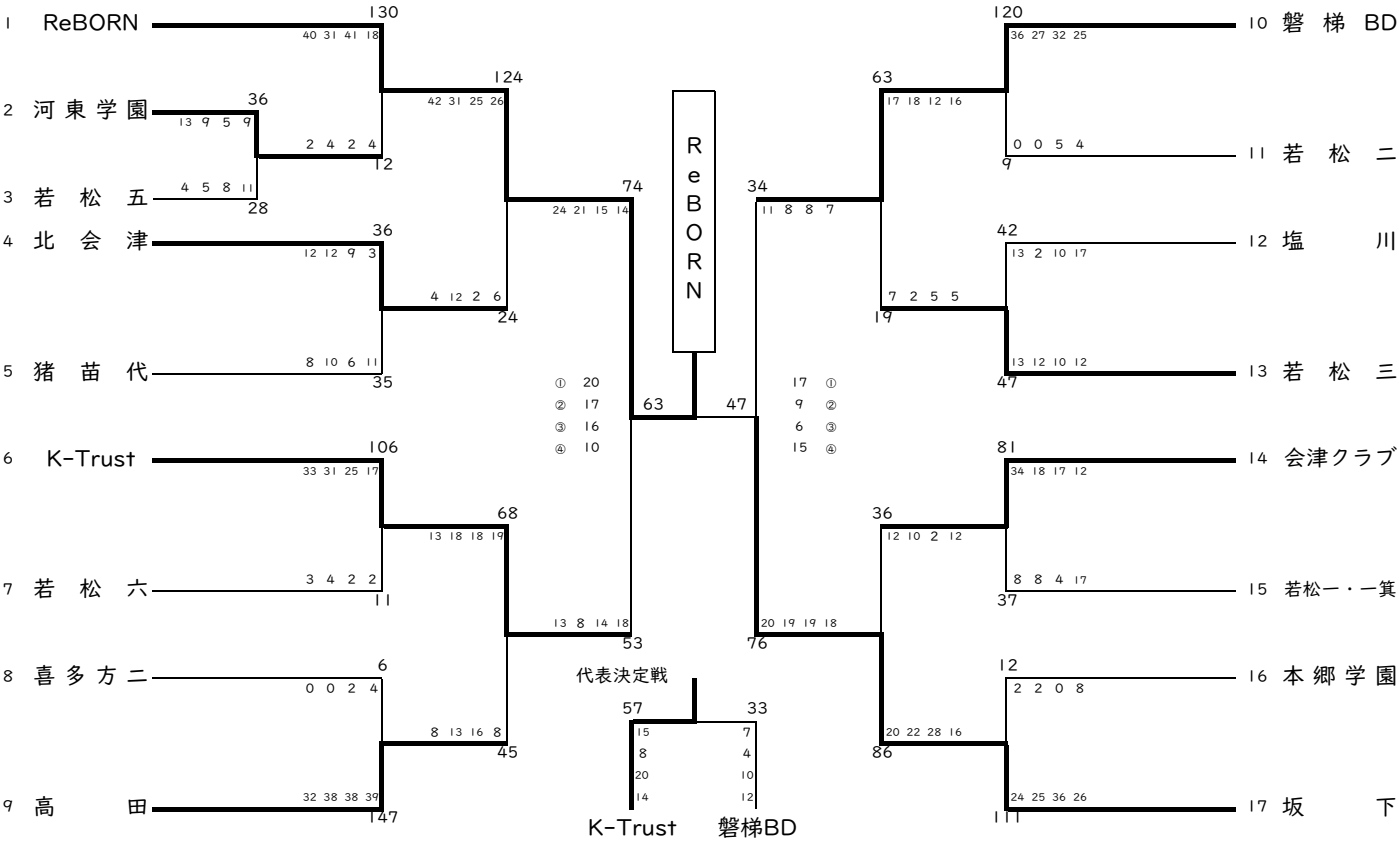 130
1 ReBORN
40 31 41 18
124
42 31 25 26
36
2 河東学園
13 9 5 9
2 4 2 4
12
4 5 8 11
3 若松五
28
74
24 21 15 14
36
4 北会津
12 12 9 3
4 12 2 6
24
8 10 6 11
5 猪苗代
35
106
6 K-Trust
33 31 25 17
68
13 18 18 19
3 4 2 2
7 若松六
11
13 8 14 18
53
6
8 喜多方二
0 0 2 4
8 13 16 8
45
32 38 38 39
9 高田
147
ReBORN
① 20
② 17
③ 16
④ 10
63
47
17 ①
9 ②
6 ③
15 ④
代表決定戦
57
33
15
7
8
4
20
10
14
12
K-Trust
磐梯BD
120
10 磐梯BD
36 27 32 25
63
17 18 12 16
0 0 5 4
11 若松二
9
34
11 8 8 7
42
12 塩川
13 2 10 17
7 2 5 5
19
13 12 10 12
13 若松三
47
81
14 会津クラブ
34 18 17 12
36
12 10 2 12
8 8 4 17
15 若松一・一箕
37
20 19 19 18
76
12
16 本郷学園
2 2 0 8
20 22 28 16
86
24 25 36 26
17 坂下
111